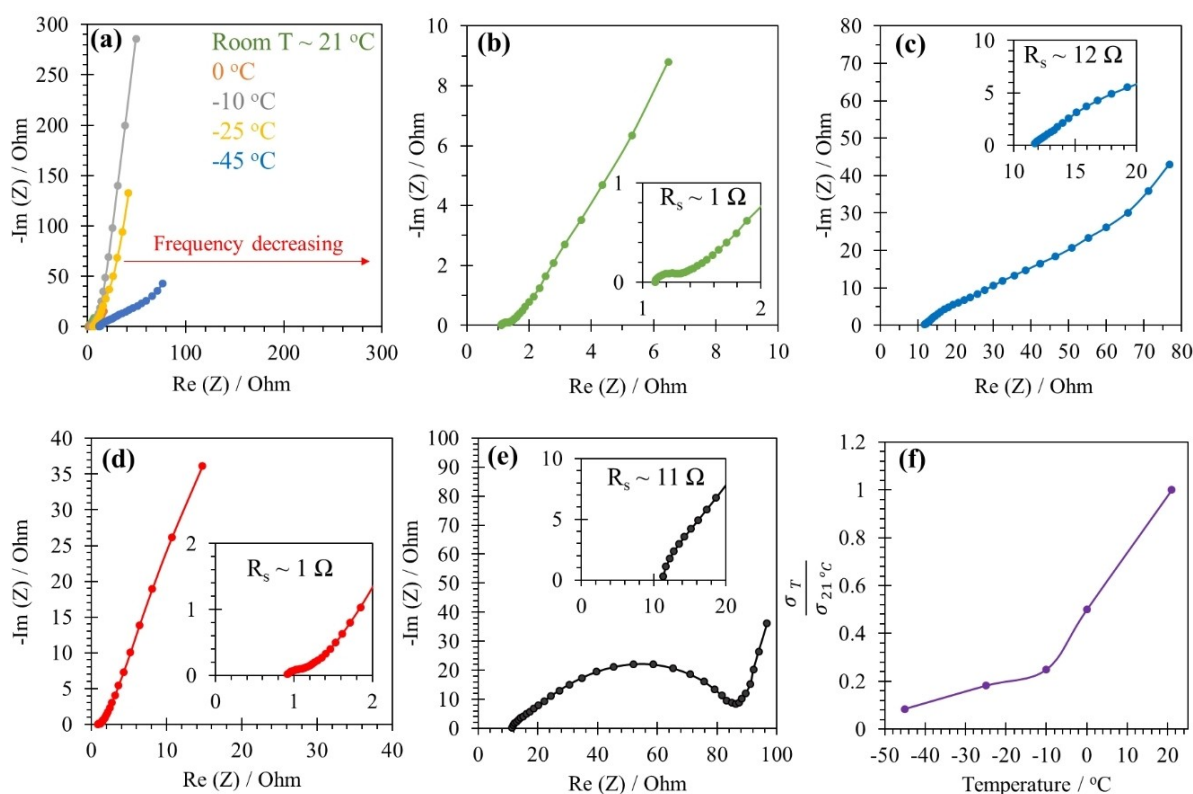 (a)
Room T ~ 21 °C
0 °C
-10 °C
-25 °C
-45 °C
Frequency decreasing
-Im (Z) / Ohm
300
250
200
150
100
50
0
0 100 200 300
Re (Z) / Ohm
(b)
-Im (Z) / Ohm
10
8
6
4
2
0
0 2 4 6 8 10
Re (Z) / Ohm
Rs ~ 1 Ω
1
0
1 2
(c)
-Im (Z) / Ohm
80
70
60
50
40
30
20
10
0
0 10 20 30 40 50 60 70 80
Re (Z) / Ohm
Rs ~ 12 Ω
10
5
0
10 15 20
(d)
-Im (Z) / Ohm
40
35
30
25
20
15
10
5
0
0 10 20 30 40
Re (Z) / Ohm
Rs ~ 1 Ω
2
1
0
0 1 2
(e)
-Im (Z) / Ohm
100
90
80
70
60
50
40
30
20
10
0
0 20 40 60 80 100
Re (Z) / Ohm
Rs ~ 11 Ω
10
5
0
0 10 20
(f)
σ T
σ 21 °C
1.2
1
0.8
0.6
0.4
0.2
0
-50 -40 -30 -20 -10 0 10 20
Temperature / °C